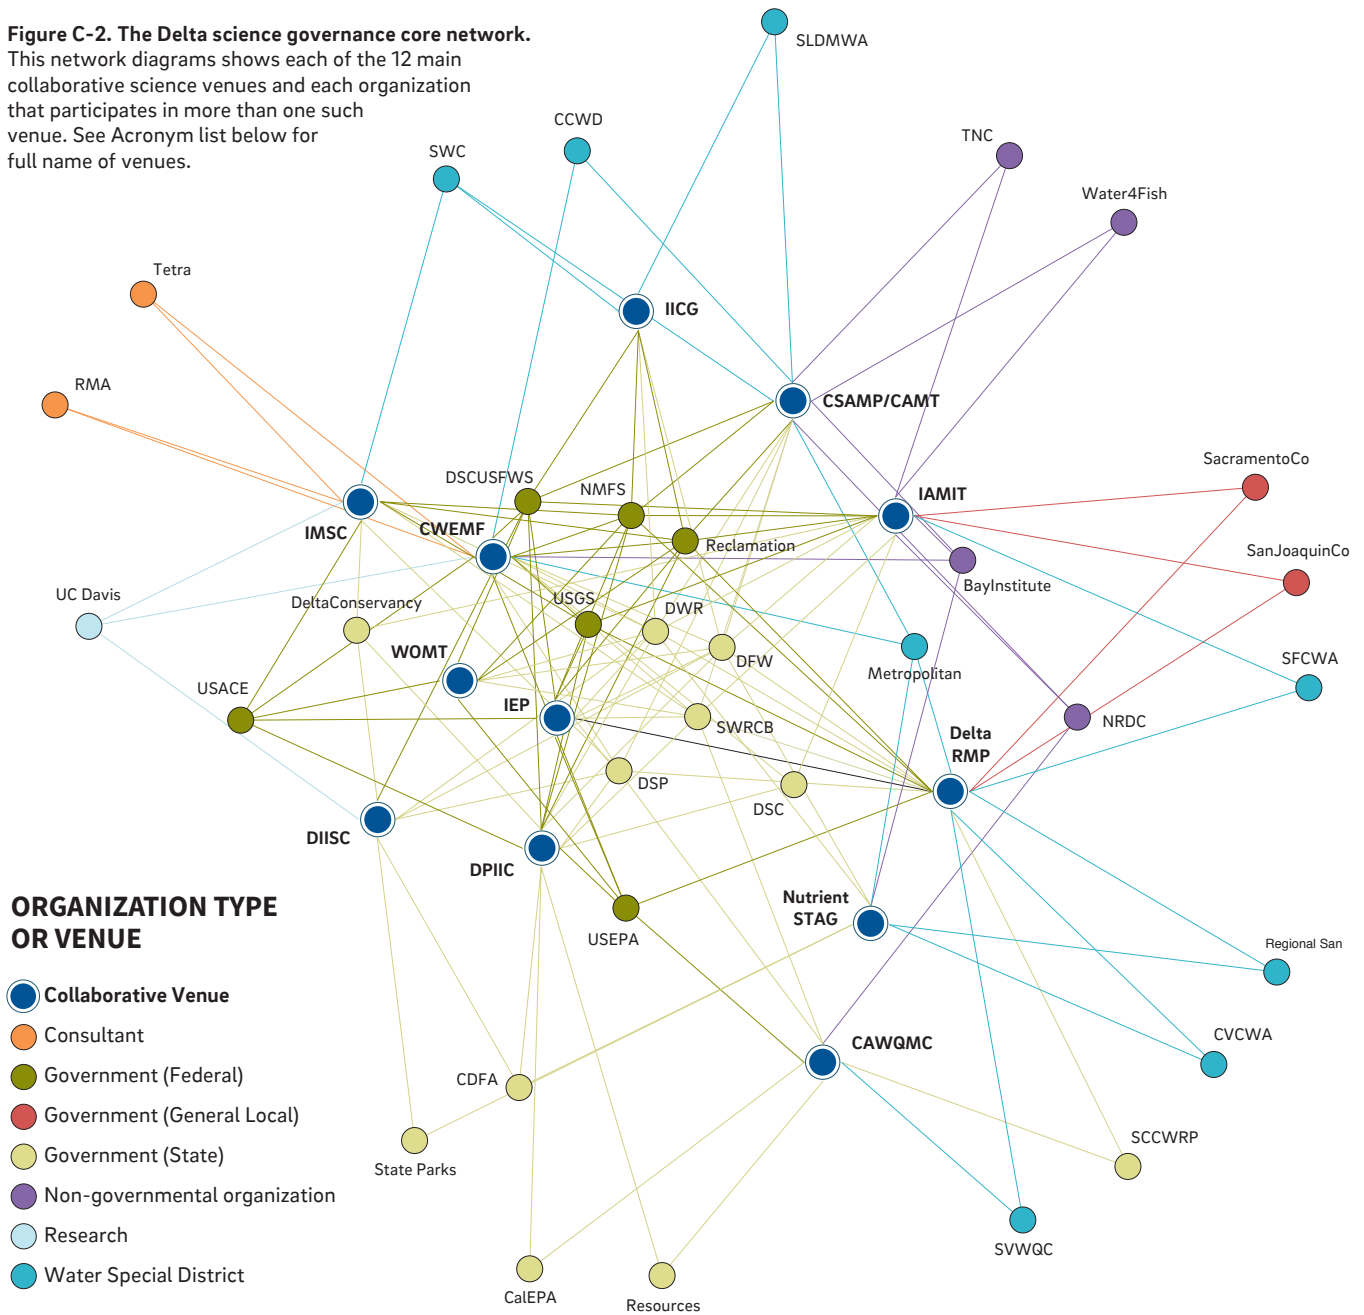 Figure C-2. The Delta science governance core network.
This network diagrams shows each of the 12 main
collaborative science venues and each organization
that participates in more than one such
venue. See Acronym list below for
full name of venues.
SLDMWA
CCWD
SWC
TNC
Water4Fish
Tetra
IICG
RMA
CSAMP/CAMT
SacramentoCo
DSCUSFWS
NMFS
IAMIT
IMSC
CWEMF
Reclamation
SanJoaquinCo
BayInstitute
UC Davis
DeltaConservancy
USGS
DWR
WOMT
DFW
Metropolitan
SFCWA
USACE
IEP
SWRCB
NRDC
Delta
RMP
DSP
DSC
DIISC
DPIIC
Nutrient
STAG
USEPA
Regional San
CAWQMC
CVCWA
CDFA
SCCWRP
State Parks
SVWQC
CalEPA
Resources
ORGANIZATION TYPE
OR VENUE
Collaborative Venue
Consultant
Government (Federal)
Government (General Local)
Government (State)
Non-governmental organization
Research
Water Special District